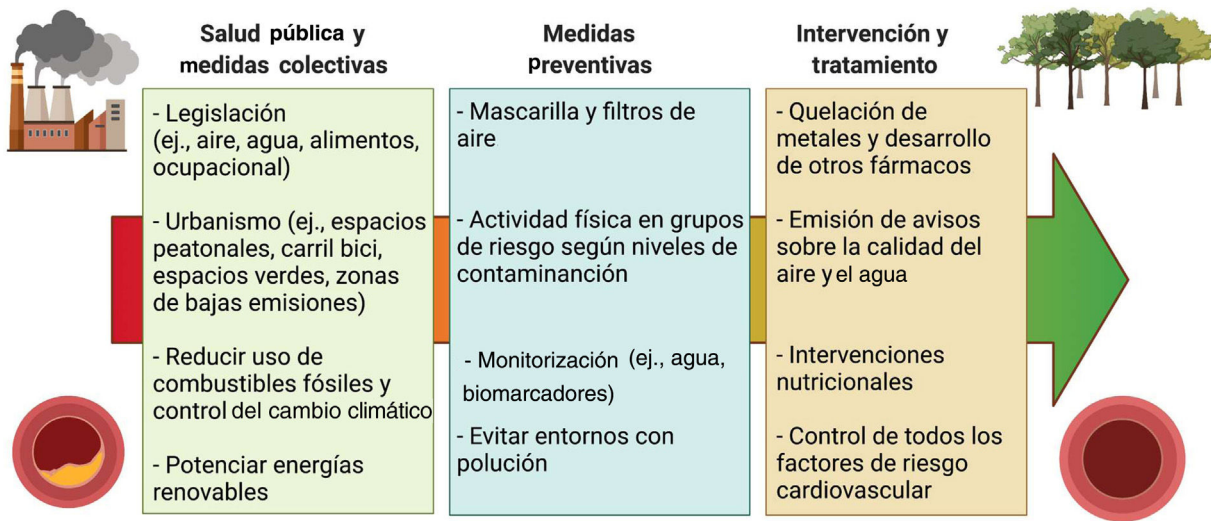 Salud pública y
medidas colectivas
- Legislación
(ej., aire, agua, alimentos,
ocupacional)
- Urbanismo (ej., espacios
peatonales, carril bici,
espacios verdes, zonas
de bajas emisiones)
- Reducir uso de
combustibles fósiles y
control del cambio climático
- Potenciar energías
renovables
Medidas
preventivas
- Mascarilla y filtros de
aire
- Actividad física en grupos
de riesgo según niveles de
contaminanción
- Monitorización (ej., agua,
biomarcadores)
- Evitar entornos con
polución
Intervención y
tratamiento
- Quelación de
metales y desarrollo
de otros fármacos
- Emisión de avisos
sobre la calidad del
aire y el agua
- Intervenciones
nutricionales
- Control de todos los
factores de riesgo
cardiovascular